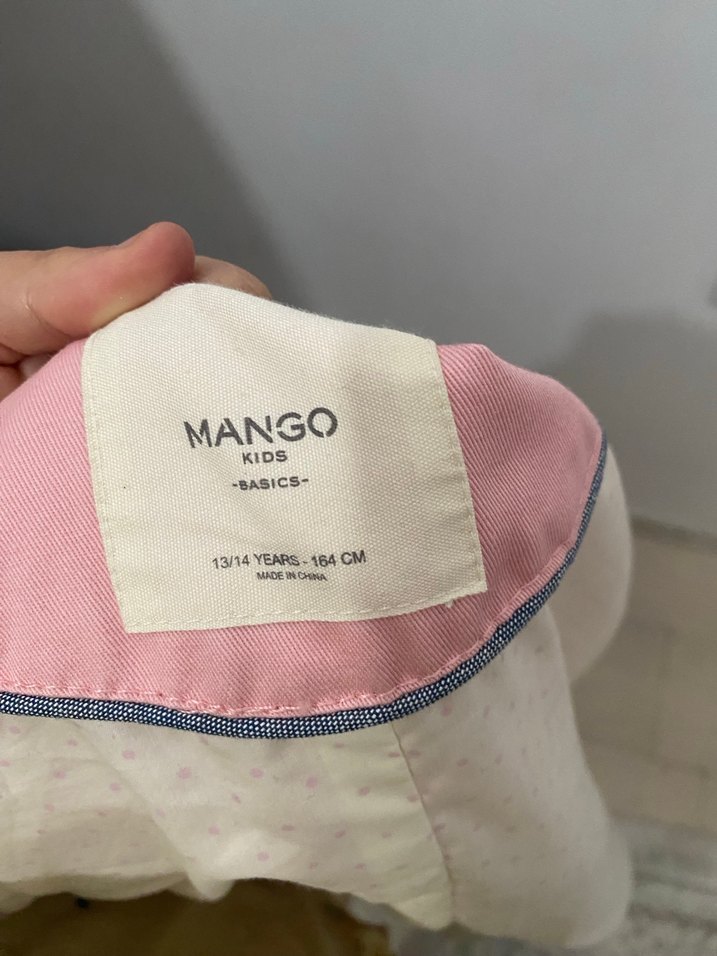 MANGO
KIDS
-BASICS-
13/14 YEARS - 164 CM
MADE IN CHINA